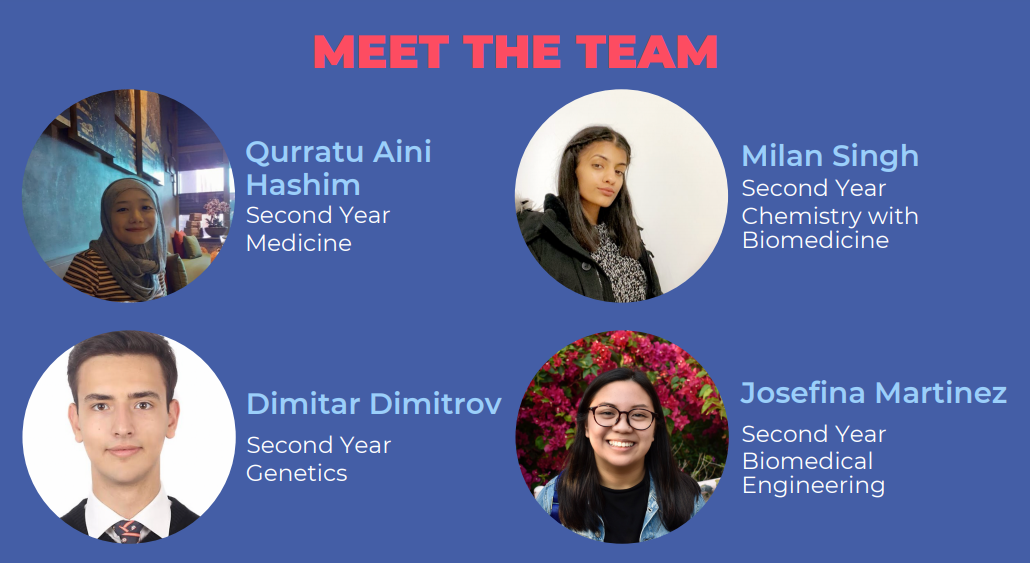 MEET THE TEAM
Qurratu Aini
Hashim
Second Year
Medicine
Milan Singh
Second Year
Chemistry with
Biomedicine
Dimitar Dimitrov
Second Year
Genetics
Josefina Martinez
Second Year
Biomedical
Engineering